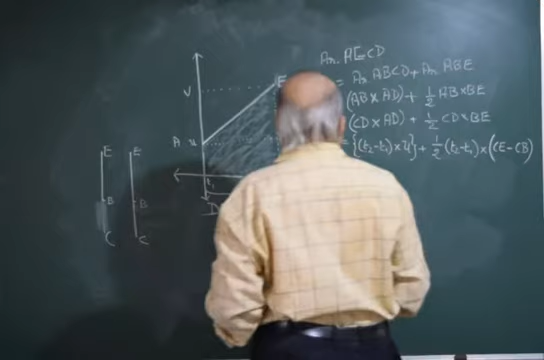 Ar. AECD
= Ar. ABCD + Ar. ABE
(AB × AD) + 1/2 AB × BE
(CD × AD) + 1/2 CD × BE
= {(t₂-t₁) × u} + 1/2 (t₂-t₁) × (CE-CB)
V
E
A u
t₁
D
E E
B B
C C